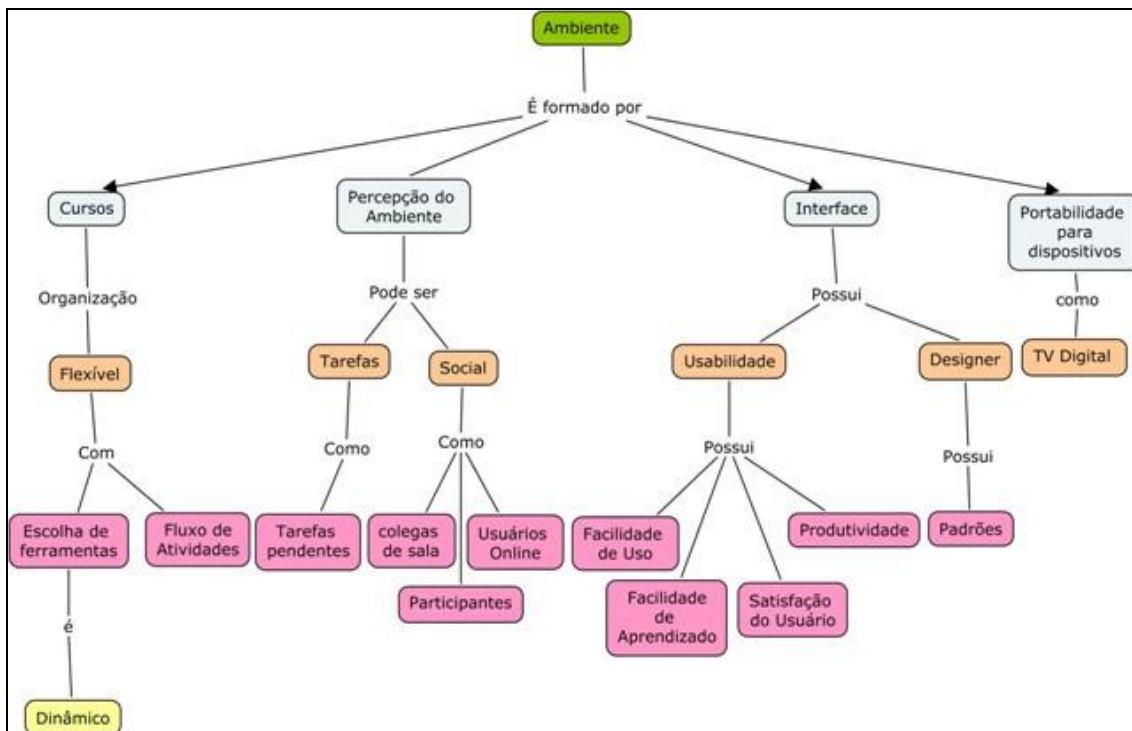 Ambiente
É formado por
Cursos
Percepção do
Ambiente
Interface
Portabilidade
para
dispositivos
Organização
Pode ser
Possui
como
Flexível
Tarefas
Social
Usabilidade
Designer
TV Digital
Com
Como
Como
Possui
Possui
Escolha de
ferramentas
Fluxo de
Atividades
Tarefas
pendentes
colegas
de sala
Usuários
Online
Facilidade
de Uso
Produtividade
Padrões
Participantes
Facilidade
de
Aprendizado
Satisfação
do Usuário
é
Dinâmico